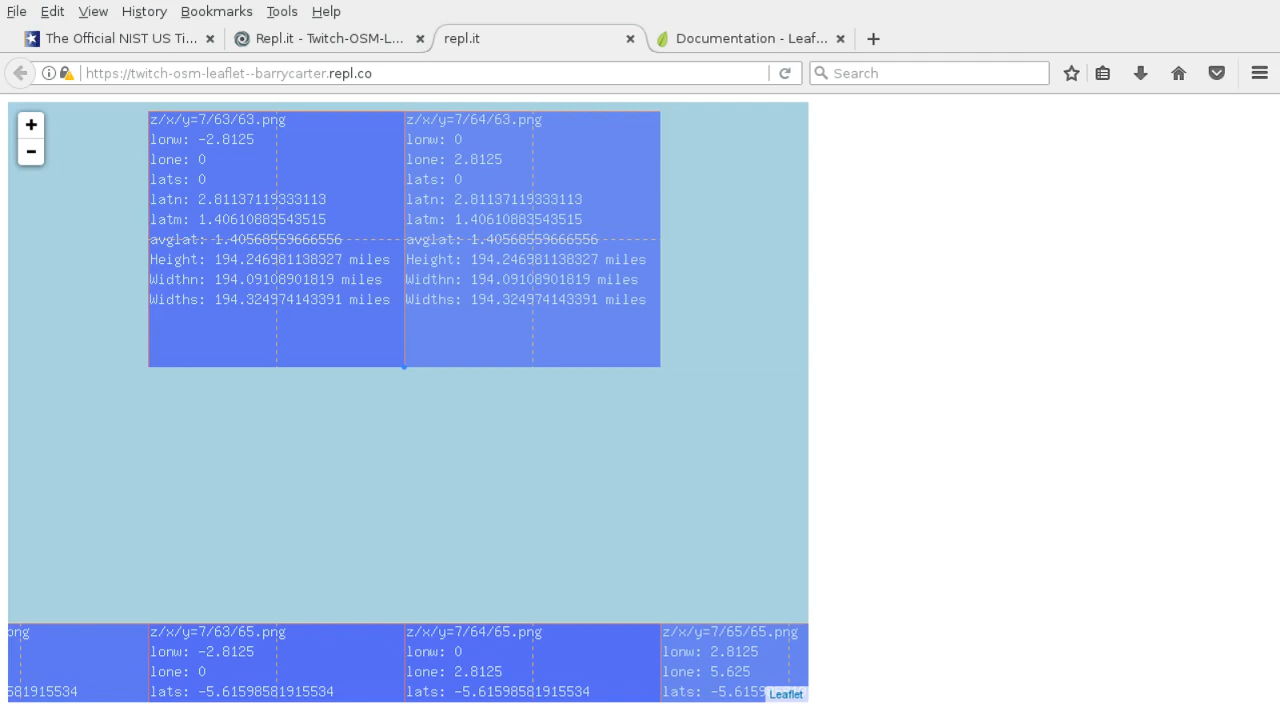 File Edit View History Bookmarks Tools Help
The Official NIST US Ti... Repl.it - Twitch-OSM-L... repl.it Documentation - Leaf...
https://twitch-osm-leaflet--barrycarter.repl.co Search
+
-
z/x/y=7/63/63.png
lonw: -2.8125
lone: 0
lats: 0
latn: 2.81137119333113
latm: 1.40610883543515
avglat: 1.40568559666556
Height: 194.246981138327 miles
Widthn: 194.09108901819 miles
Widths: 194.324974143391 miles
z/x/y=7/64/63.png
lonw: 0
lone: 2.8125
lats: 0
latn: 2.81137119333113
latm: 1.40610883543515
avglat: 1.40568559666556
Height: 194.246981138327 miles
Widthn: 194.09108901819 miles
Widths: 194.324974143391 miles
png
581915534
z/x/y=7/63/65.png
lonw: -2.8125
lone: 0
lats: -5.61598581915534
z/x/y=7/64/65.png
lonw: 0
lone: 2.8125
lats: -5.61598581915534
z/x/y=7/65/65.png
lonw: 2.8125
lone: 5.625
lats: -5.6159
Leaflet